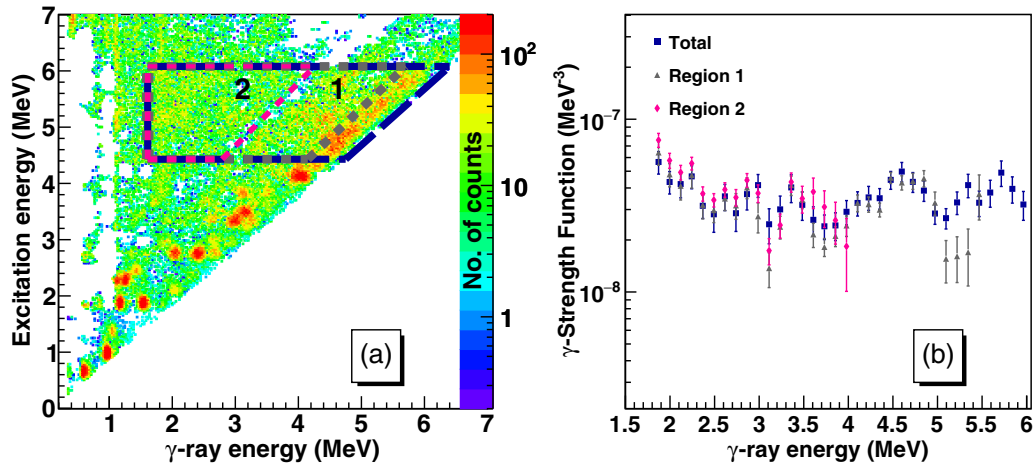 Excitation energy (MeV)
7
6
5
4
3
2
1
0
2
1
(a)
1 2 3 4 5 6 7
γ-ray energy (MeV)
No. of counts
10²
10
1
γ-Strength Function (MeV⁻³)
10⁻⁷
10⁻⁸
Total
Region 1
Region 2
(b)
1.5 2 2.5 3 3.5 4 4.5 5 5.5 6
γ-ray energy (MeV)